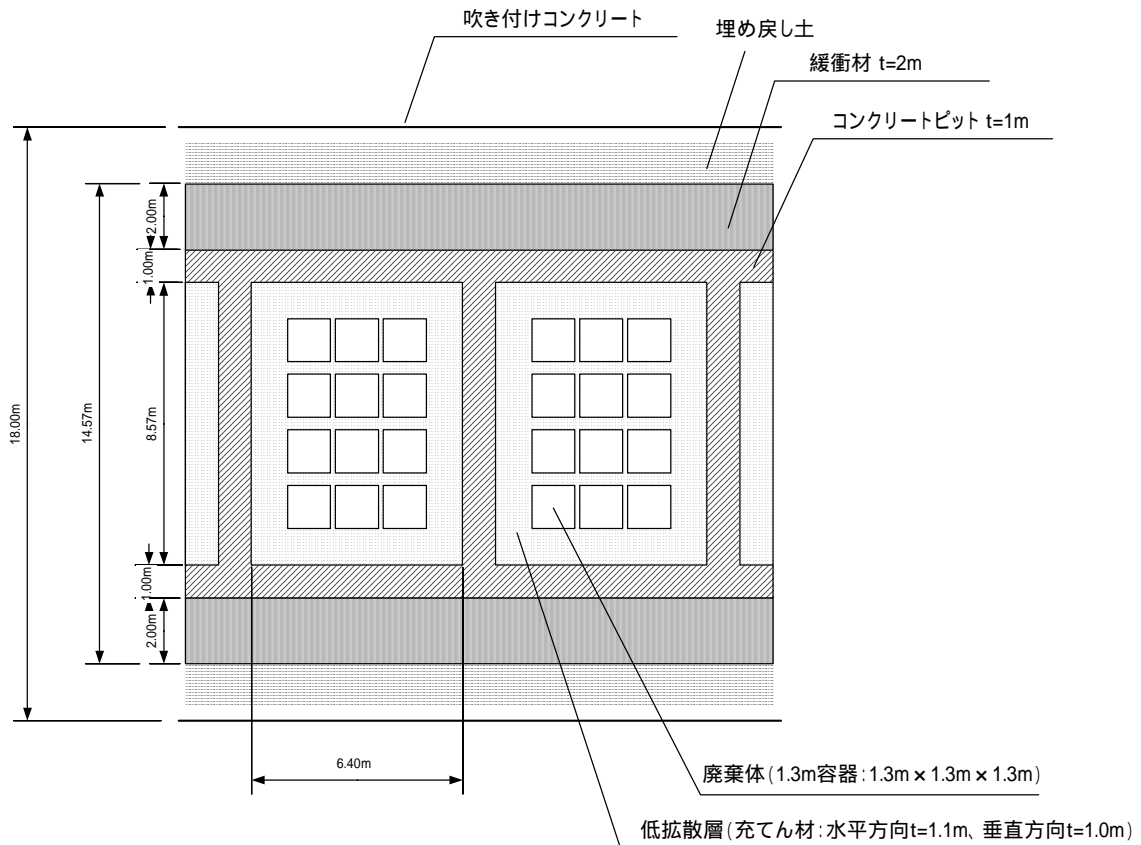 吹き付けコンクリート
埋め戻し土
緩衝材 t=2m
コンクリートピット t=1m
18.00m
14.57m
2.00m
1.00m
8.57m
1.00m
2.00m
6.40m
廃棄体(1.3m容器:1.3m×1.3m×1.3m)
低拡散層(充てん材:水平方向t=1.1m、垂直方向t=1.0m)